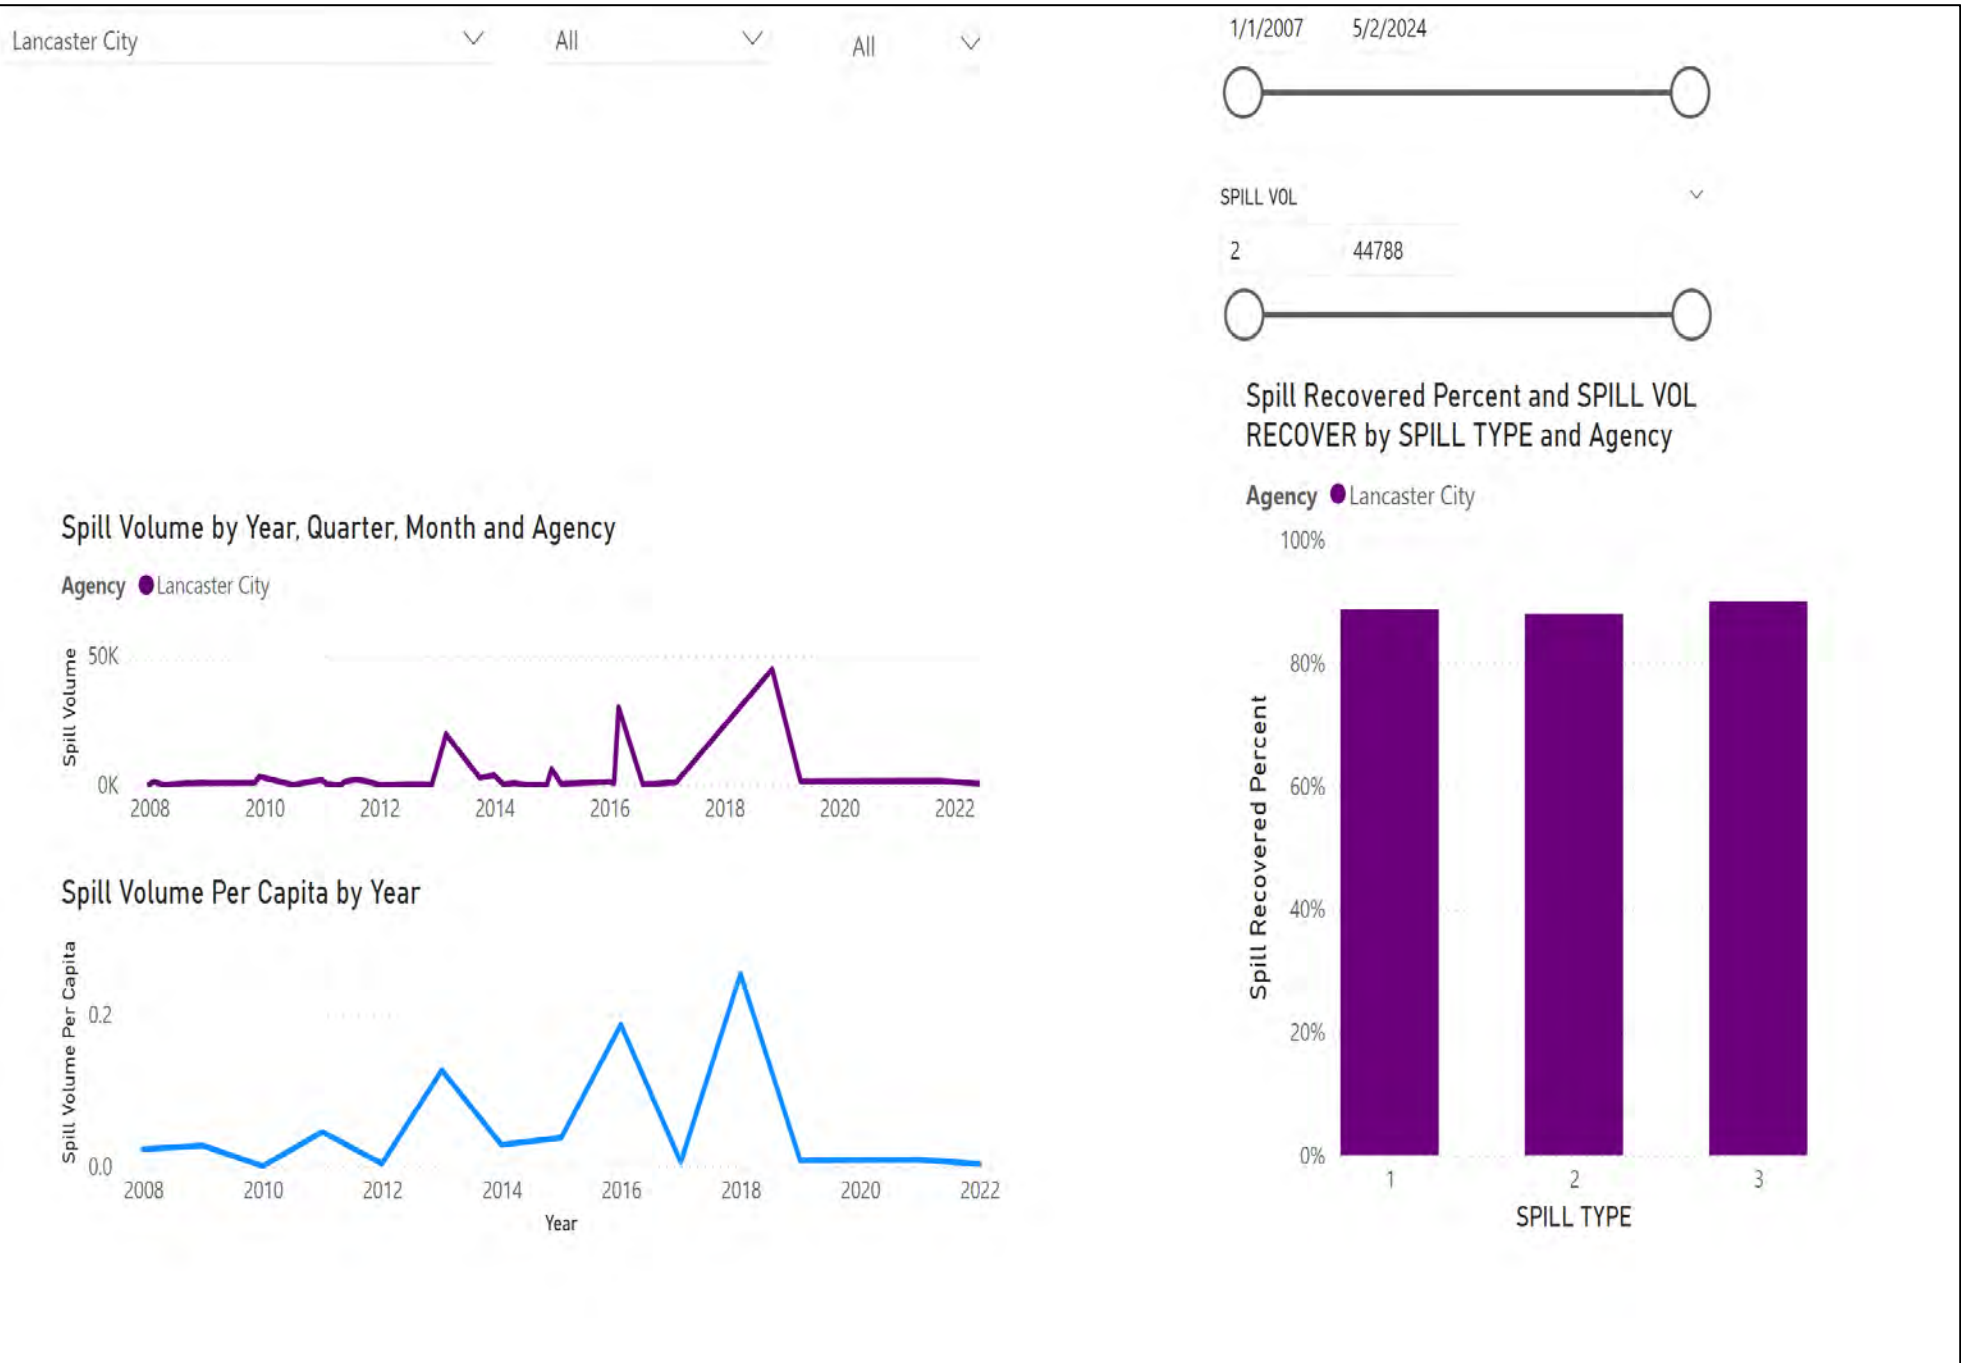 Lancaster City
All
All
1/1/2007 5/2/2024
SPILL VOL
2 44788
Spill Recovered Percent and SPILL VOL
RECOVER by SPILL TYPE and Agency
Agency Lancaster City
100%
80%
60%
40%
20%
0%
Spill Recovered Percent
1 2 3
SPILL TYPE
Spill Volume by Year, Quarter, Month and Agency
Agency Lancaster City
Spill Volume
50K
0K
2008 2010 2012 2014 2016 2018 2020 2022
Spill Volume Per Capita by Year
Spill Volume Per Capita
0.2
0.0
2008 2010 2012 2014 2016 2018 2020 2022
Year